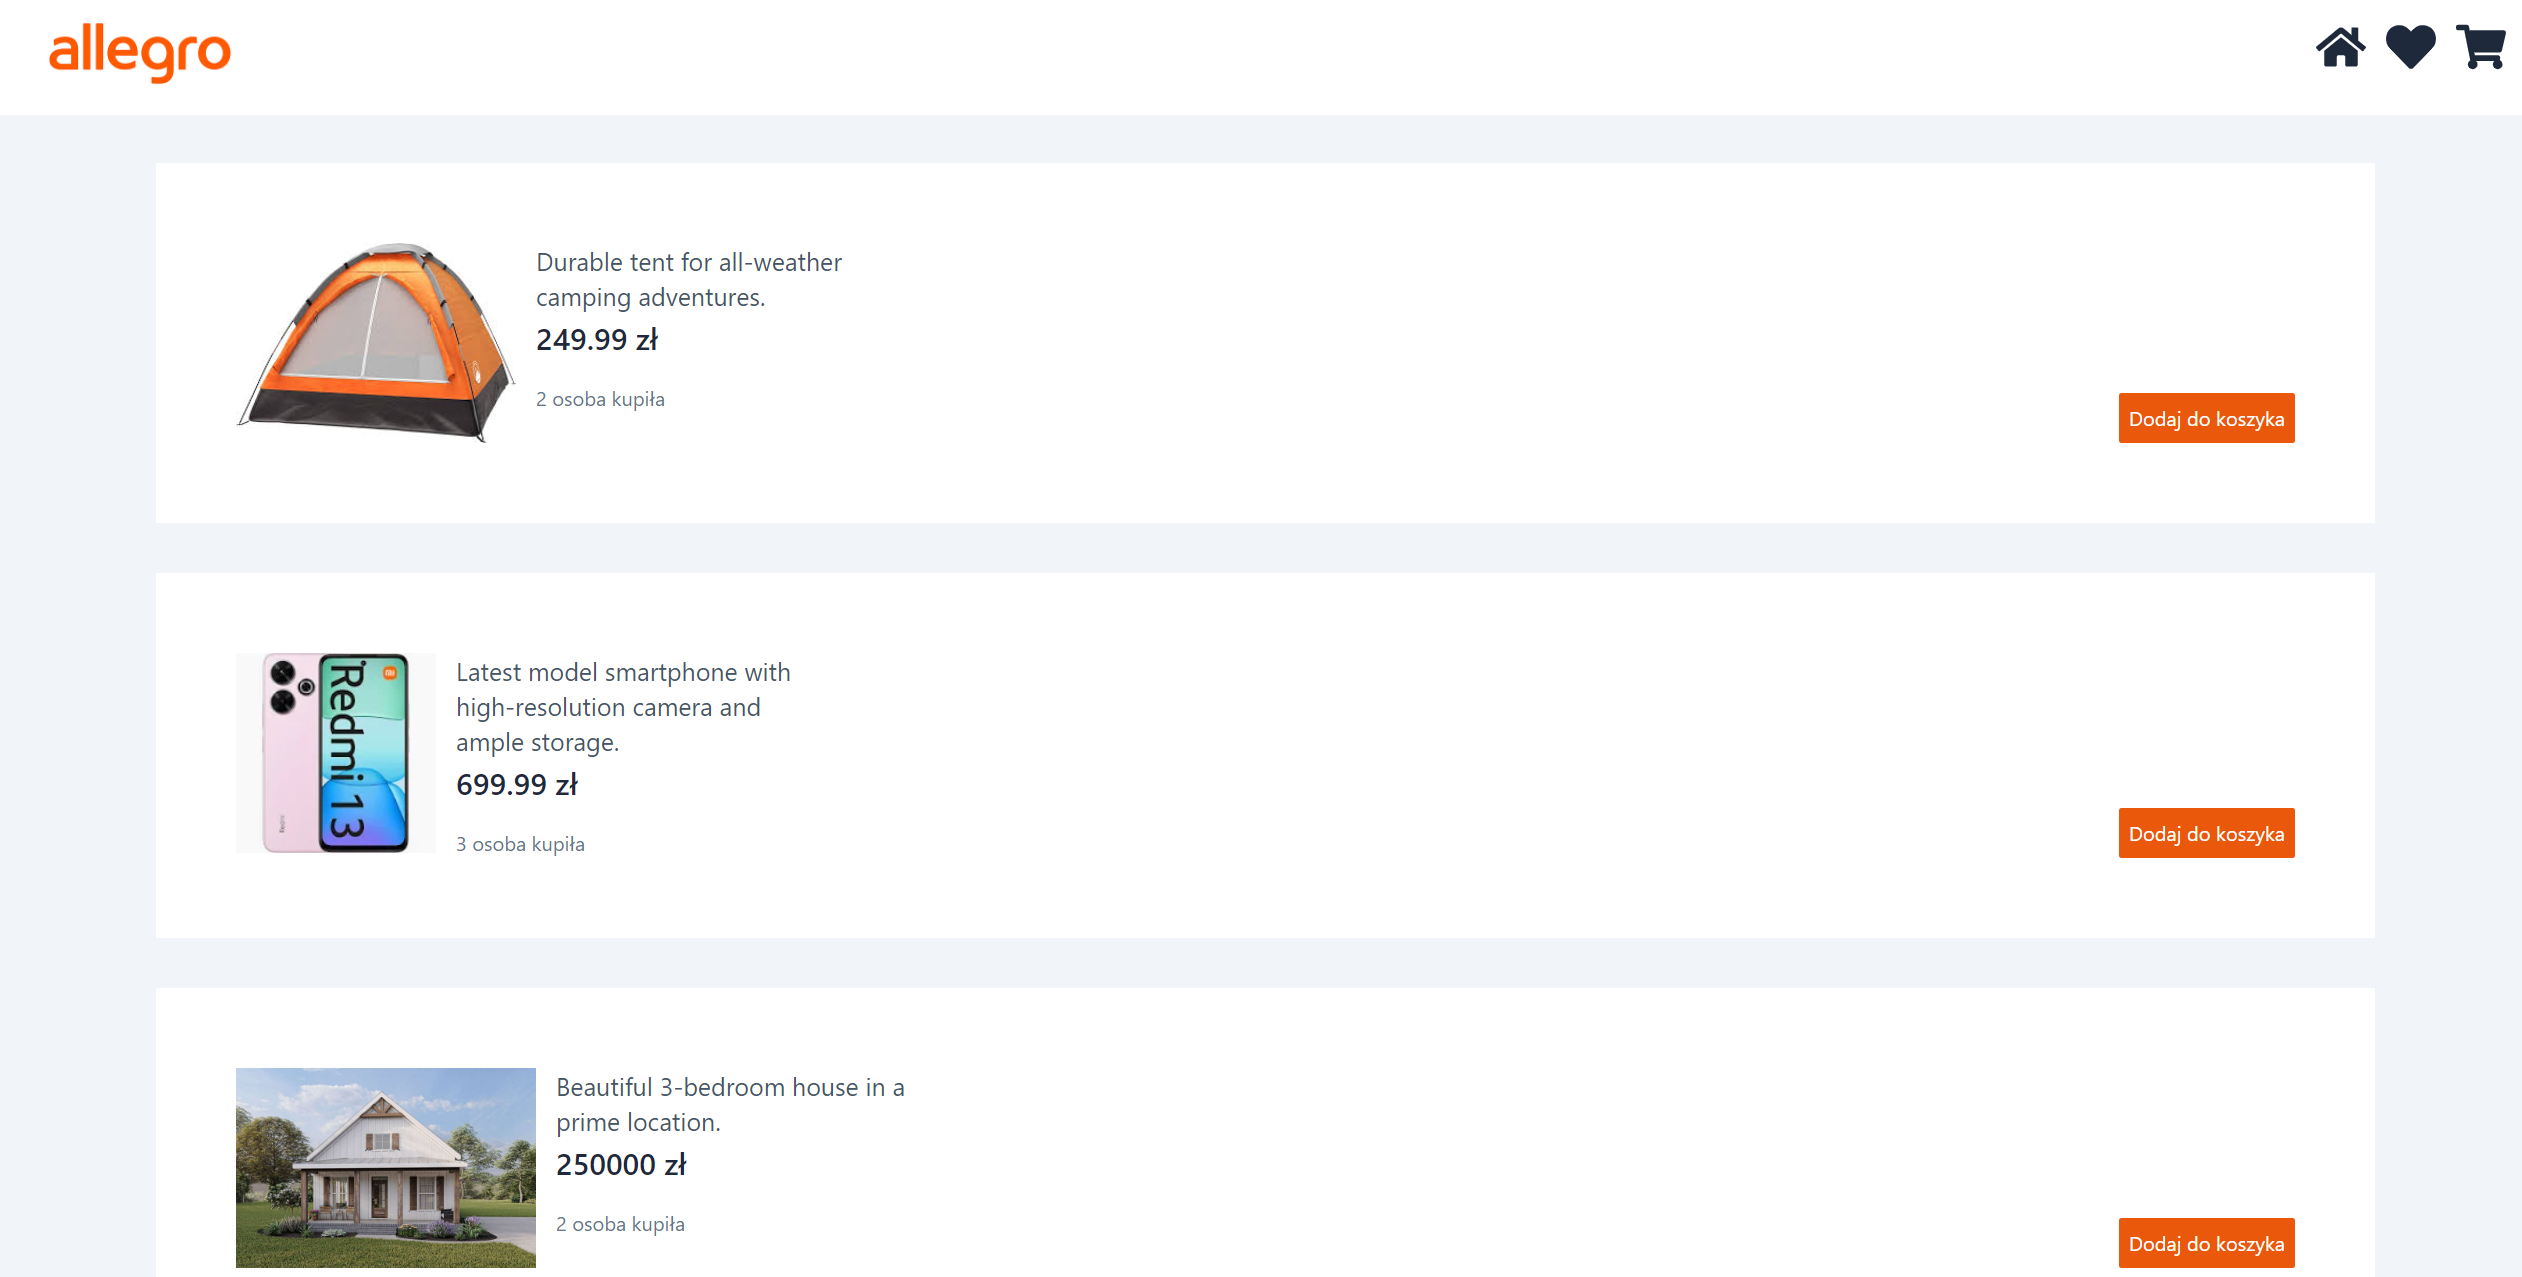 allegro
Durable tent for all-weather
camping adventures.
249.99 zł
2 osoba kupiła
Dodaj do koszyka
Redmi 13
Latest model smartphone with
high-resolution camera and
ample storage.
699.99 zł
3 osoba kupiła
Dodaj do koszyka
Beautiful 3-bedroom house in a
prime location.
250000 zł
2 osoba kupiła
Dodaj do koszyka